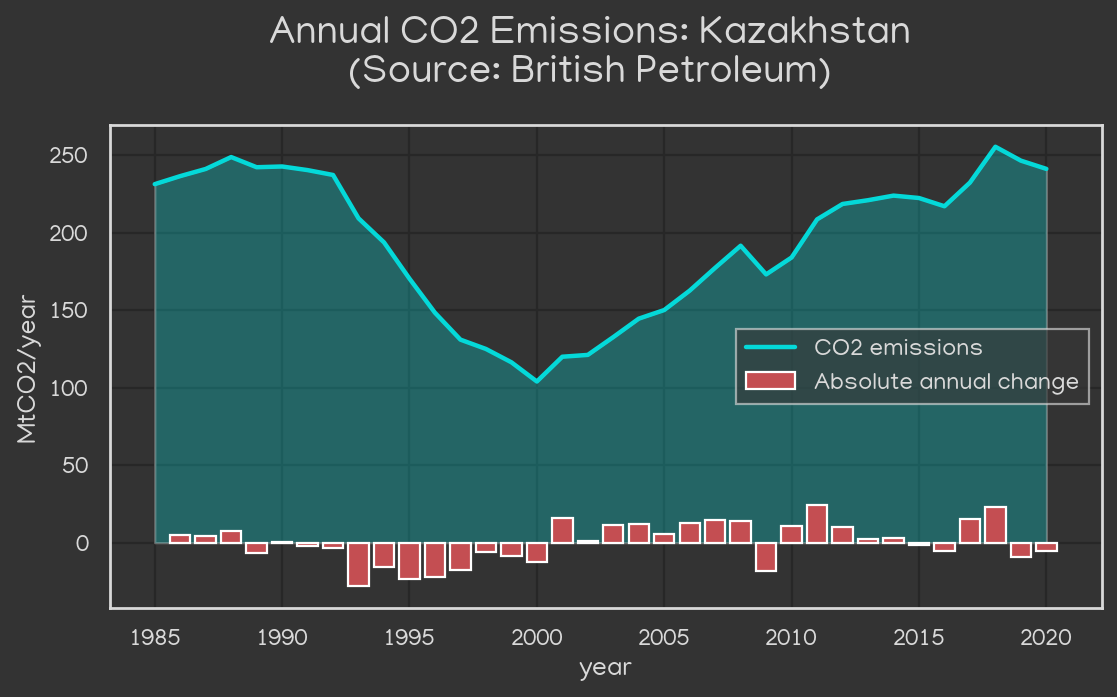 Annual CO2 Emissions: Kazakhstan
(Source: British Petroleum)
MtCO2/year
250
200
150
100
50
0
CO2 emissions
Absolute annual change
1985
1990
1995
2000
2005
2010
2015
2020
year